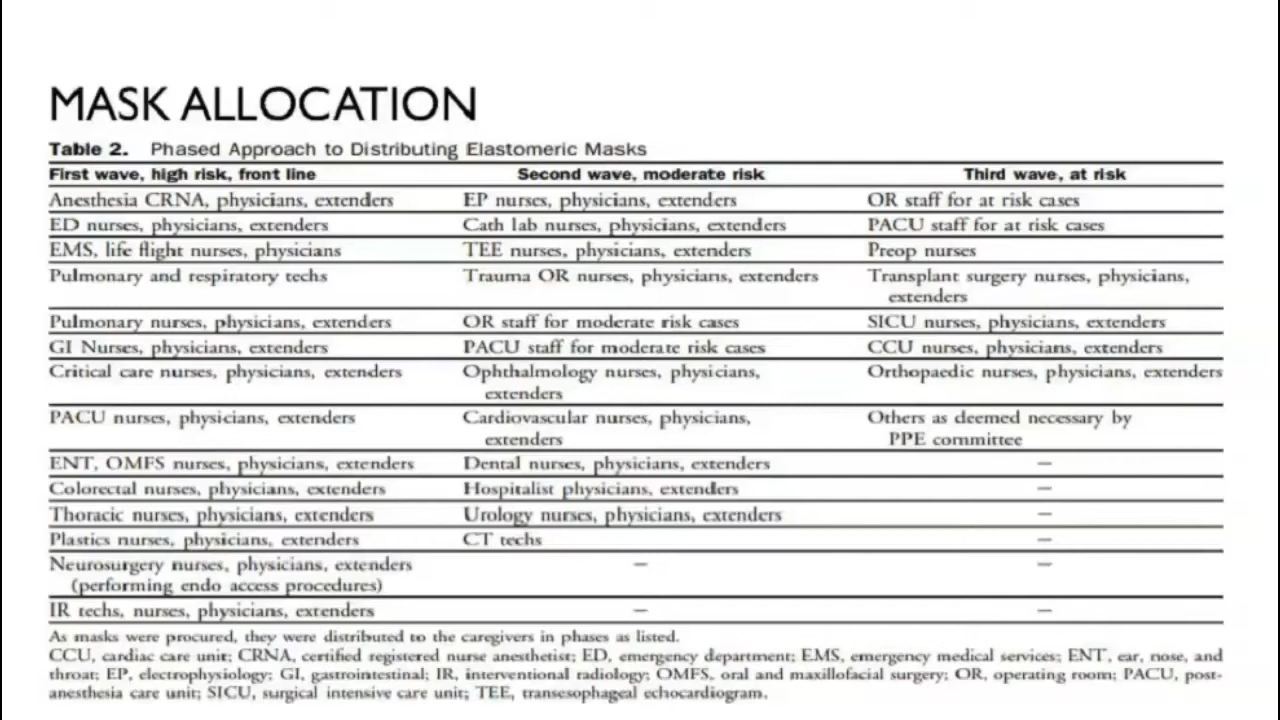 MASK ALLOCATION
Table 2. Phased Approach to Distributing Elastomeric Masks
First wave, high risk, front line Second wave, moderate risk Third wave, at risk
Anesthesia CRNA, physicians, extenders EP nurses, physicians, extenders OR staff for at risk cases
ED nurses, physicians, extenders Cath lab nurses, physicians, extenders PACU staff for at risk cases
EMS, life flight nurses, physicians TEE nurses, physicians, extenders Preop nurses
Pulmonary and respiratory techs Trauma OR nurses, physicians, extenders Transplant surgery nurses, physicians,
extenders
Pulmonary nurses, physicians, extenders OR staff for moderate risk cases SICU nurses, physicians, extenders
GI Nurses, physicians, extenders PACU staff for moderate risk cases CCU nurses, physicians, extenders
Critical care nurses, physicians, extenders Ophthalmology nurses, physicians, Orthopaedic nurses, physicians, extenders
extenders
PACU nurses, physicians, extenders Cardiovascular nurses, physicians, Others as deemed necessary by
extenders PPE committee
ENT, OMFS nurses, physicians, extenders Dental nurses, physicians, extenders —
Colorectal nurses, physicians, extenders Hospitalist physicians, extenders —
Thoracic nurses, physicians, extenders Urology nurses, physicians, extenders —
Plastics nurses, physicians, extenders CT techs —
Neurosurgery nurses, physicians, extenders — —
(performing endo access procedures)
IR techs, nurses, physicians, extenders — —
As masks were procured, they were distributed to the caregivers in phases as listed.
CCU, cardiac care unit; CRNA, certified registered nurse anesthetist; ED, emergency department; EMS, emergency medical services; ENT, ear, nose, and
throat; EP, electrophysiology; GI, gastrointestinal; IR, interventional radiology; OMFS, oral and maxillofacial surgery; OR, operating room; PACU, post-
anesthesia care unit; SICU, surgical intensive care unit; TEE, transesophageal echocardiogram.